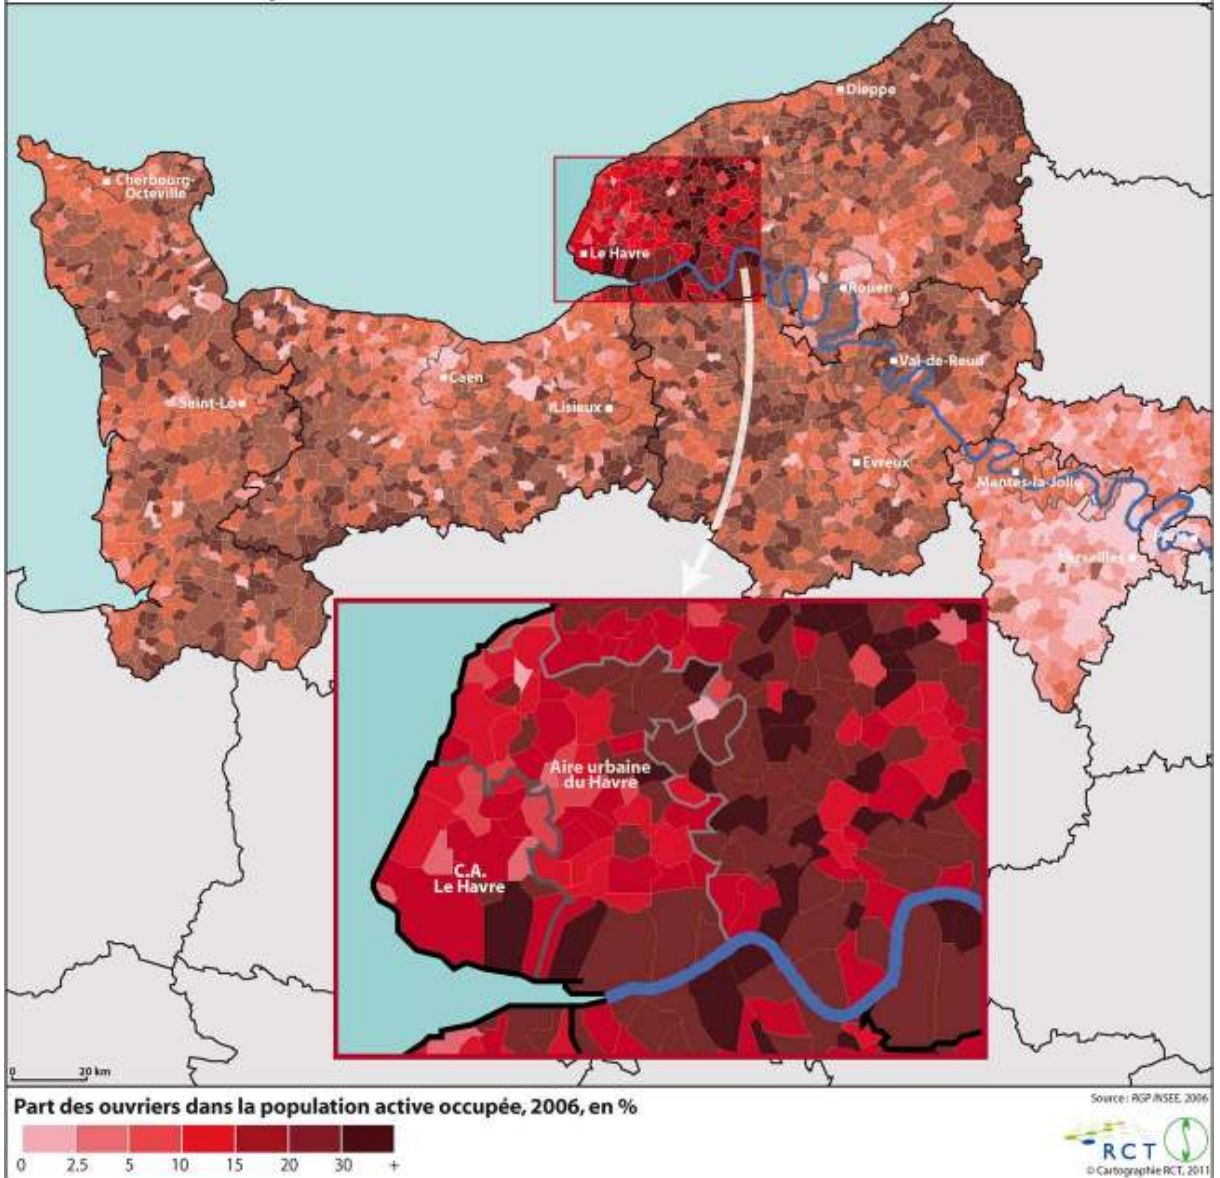 Dieppe
Cherbourg-
Octeville
Le Havre
Rouen
Val-de-Reuil
Caen
Saint-Lo
Lisieux
Evreux
Mantes-la-Jolie
Paris
Versailles
Aire urbaine
du Havre
C.A.
Le Havre
0 20 km
Part des ouvriers dans la population active occupée, 2006, en %
0 2.5 5 10 15 20 30 +
Source : RGP INSEE, 2006
RCT
© Cartographie RCT, 2011